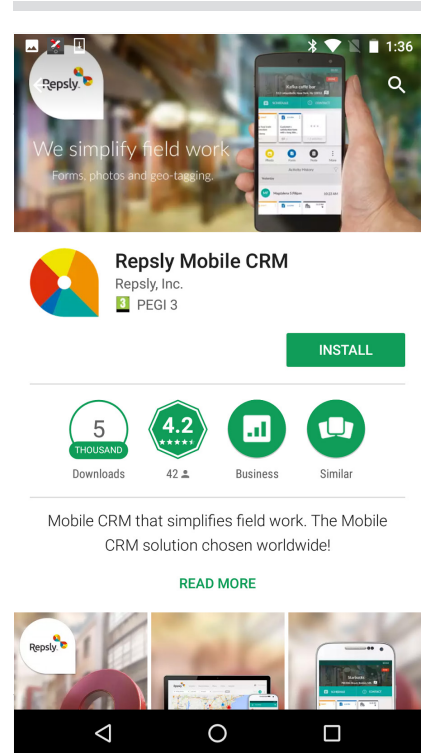 1:36
Repsly.
We simplify field work
Forms, photos and geo-tagging.
Repsly Mobile CRM
Repsly, Inc.
3 PEGI 3
INSTALL
5
THOUSAND
4.2
Downloads
42
Business
Similar
Mobile CRM that simplifies field work. The Mobile
CRM solution chosen worldwide!
READ MORE
Repsly.
Starbucks